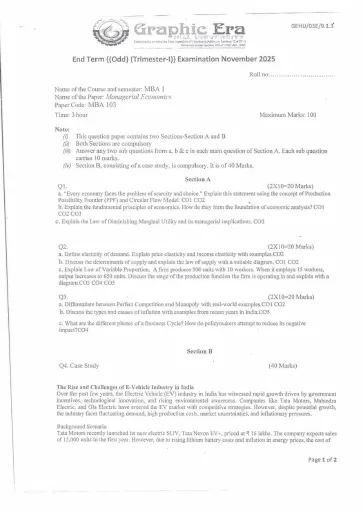 GEHU/DSE/9.1.3
Graphic Era
End Term ((Odd) (Trimester-I)) Examination November 2025
Roll no.
Name of the Course and semester: MBA I
Name of the Paper: Managerial Economics
Paper Code: MBA 103
Time: 3 hour Maximum Marks: 100
Note:
(i) This question paper contains two Sections-Section A and B
(ii) Both Sections are compulsory
(iii) Answer any two sub questions from a, b & c in each main question of Section A. Each sub question
carries 10 marks.
(iv) Section B, consisting of a case study, is compulsory. It is of 40 Marks.
Section A
Q1. (2X10=20 Marks)
a. "Every economy faces the problem of scarcity and choice." Explain this statement using the concept of Production
Possibility Frontier (PPF) and Circular Flow Model. CO1 CO2
b. Explain the fundamental principles of economics. How do they form the foundation of economic analysis? CO1
CO2 CO3
c. Explain the Law of Diminishing Marginal Utility and its managerial implications. CO3
Q2. (2X10=20 Marks)
a. Define elasticity of demand. Explain price elasticity and income elasticity with examples.CO2
b. Discuss the determinants of supply and explain the law of supply with a suitable diagram. CO1 CO2
c. Explain Law of Variable Proportion. A firm produces 500 units with 10 workers. When it employs 15 workers,
output increases to 650 units. Discuss the stage of the production function the firm is operating in and explain with a
diagram.CO3 CO4 CO5
Q3. (2X10=20 Marks)
a. Differentiate between Perfect Competition and Monopoly with real-world examples.CO1 CO2
b. Discuss the types and causes of inflation with examples from recent years in India.CO5
c. What are the different phases of a Business Cycle? How do policymakers attempt to reduce its negative
impact?CO4
Section B
Q4. Case Study (40 Marks)
The Rise and Challenges of E-Vehicle Industry in India
Over the past few years, the Electric Vehicle (EV) industry in India has witnessed rapid growth driven by government
incentives, technological innovation, and rising environmental awareness. Companies like Tata Motors, Mahindra
Electric, and Ola Electric have entered the EV market with competitive strategies. However, despite potential growth,
the industry faces fluctuating demand, high production costs, market uncertainties, and inflationary pressures.
Background Scenario
Tata Motors recently launched its new electric SUV, Tata Nexon EV+, priced at ₹ 16 lakhs. The company expects sales
of 12,000 units in the first year. However, due to rising lithium battery costs and inflation in energy prices, the cost of
Page 1 of 2